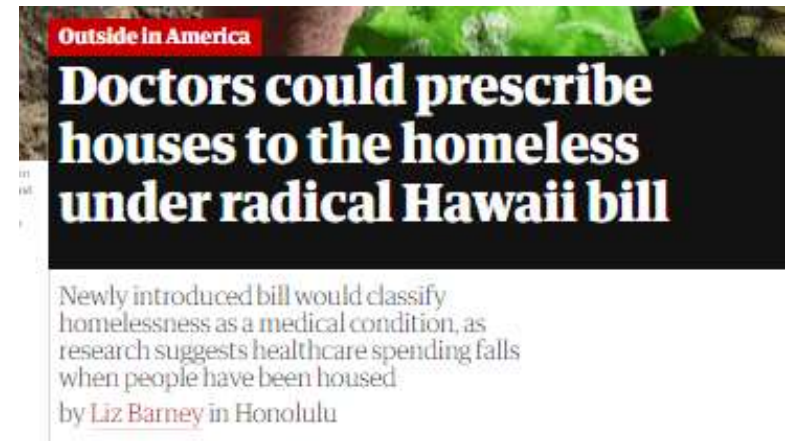 Outside in America
Doctors could prescribe
houses to the homeless
under radical Hawaii bill
Newly introduced bill would classify
homelessness as a medical condition, as
research suggests healthcare spending falls
when people have been housed
by Liz Barney in Honolulu